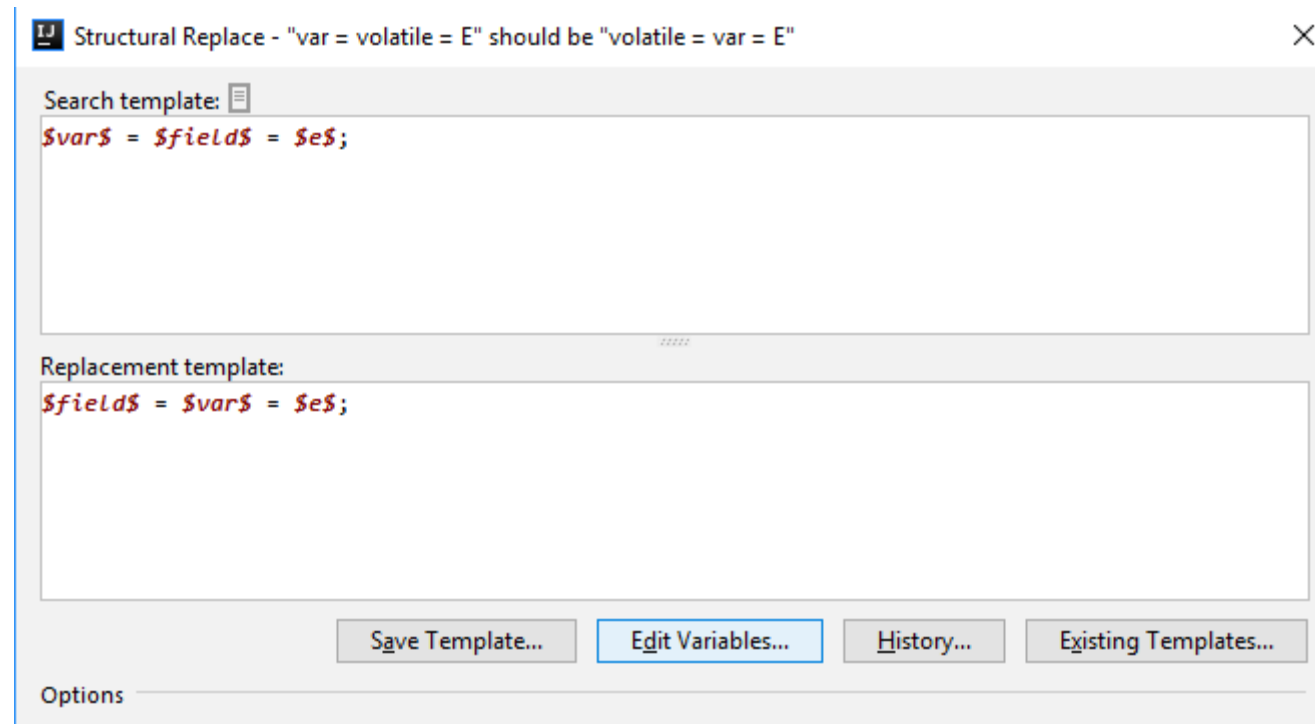 IJ Structural Replace - "var = volatile = E" should be "volatile = var = E"
Search template:
$var$ = $field$ = $e$;
Replacement template:
$field$ = $var$ = $e$;
Save Template... Edit Variables... History... Existing Templates...
Options